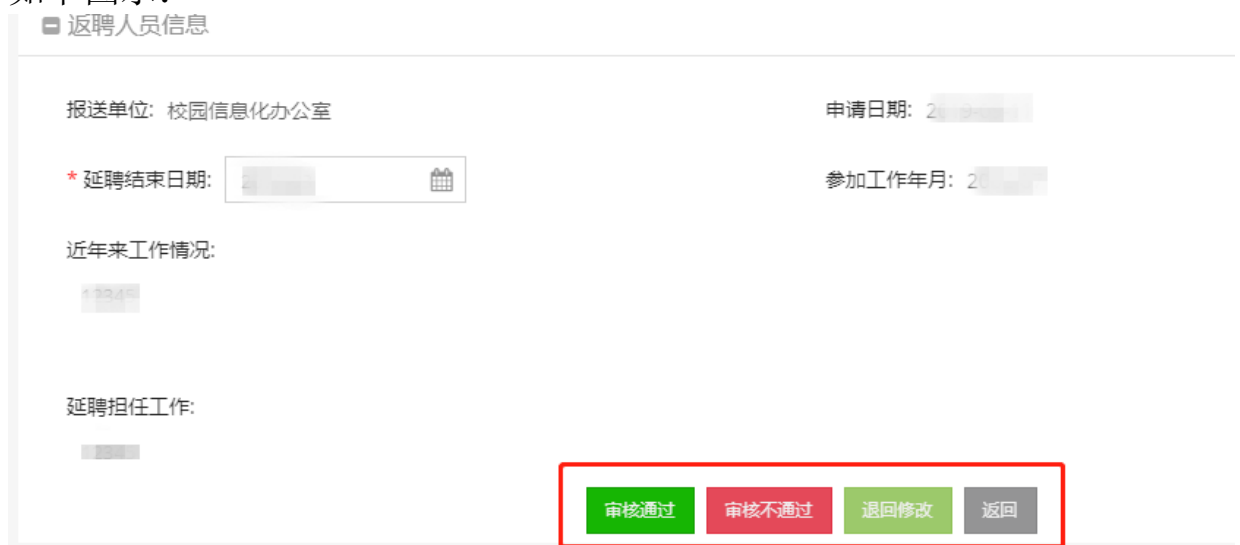 返聘人员信息
报送单位: 校园信息化办公室
申请日期:
* 延聘结束日期:
参加工作年月:
近年来工作情况:
延聘担任工作:
审核通过 审核不通过 退回修改 返回